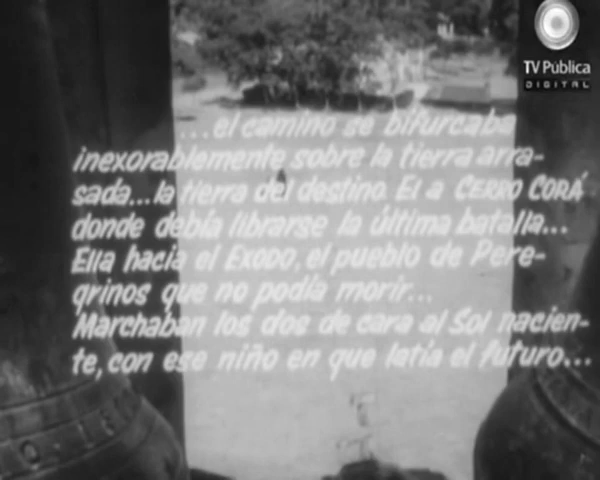 TV Pública
DIGITAL
...el camino se bifurcaba
inexorablemente sobre la tierra arra-
sada...la tierra del destino. El a CERRO CORÁ
donde debía librarse la última batalla...
Ella hacia el EXODO, el pueblo de Pere-
grinos que no podía morir...
Marchaban los dos de cara al Sol nacien-
te, con ese niño en que latía el futuro...